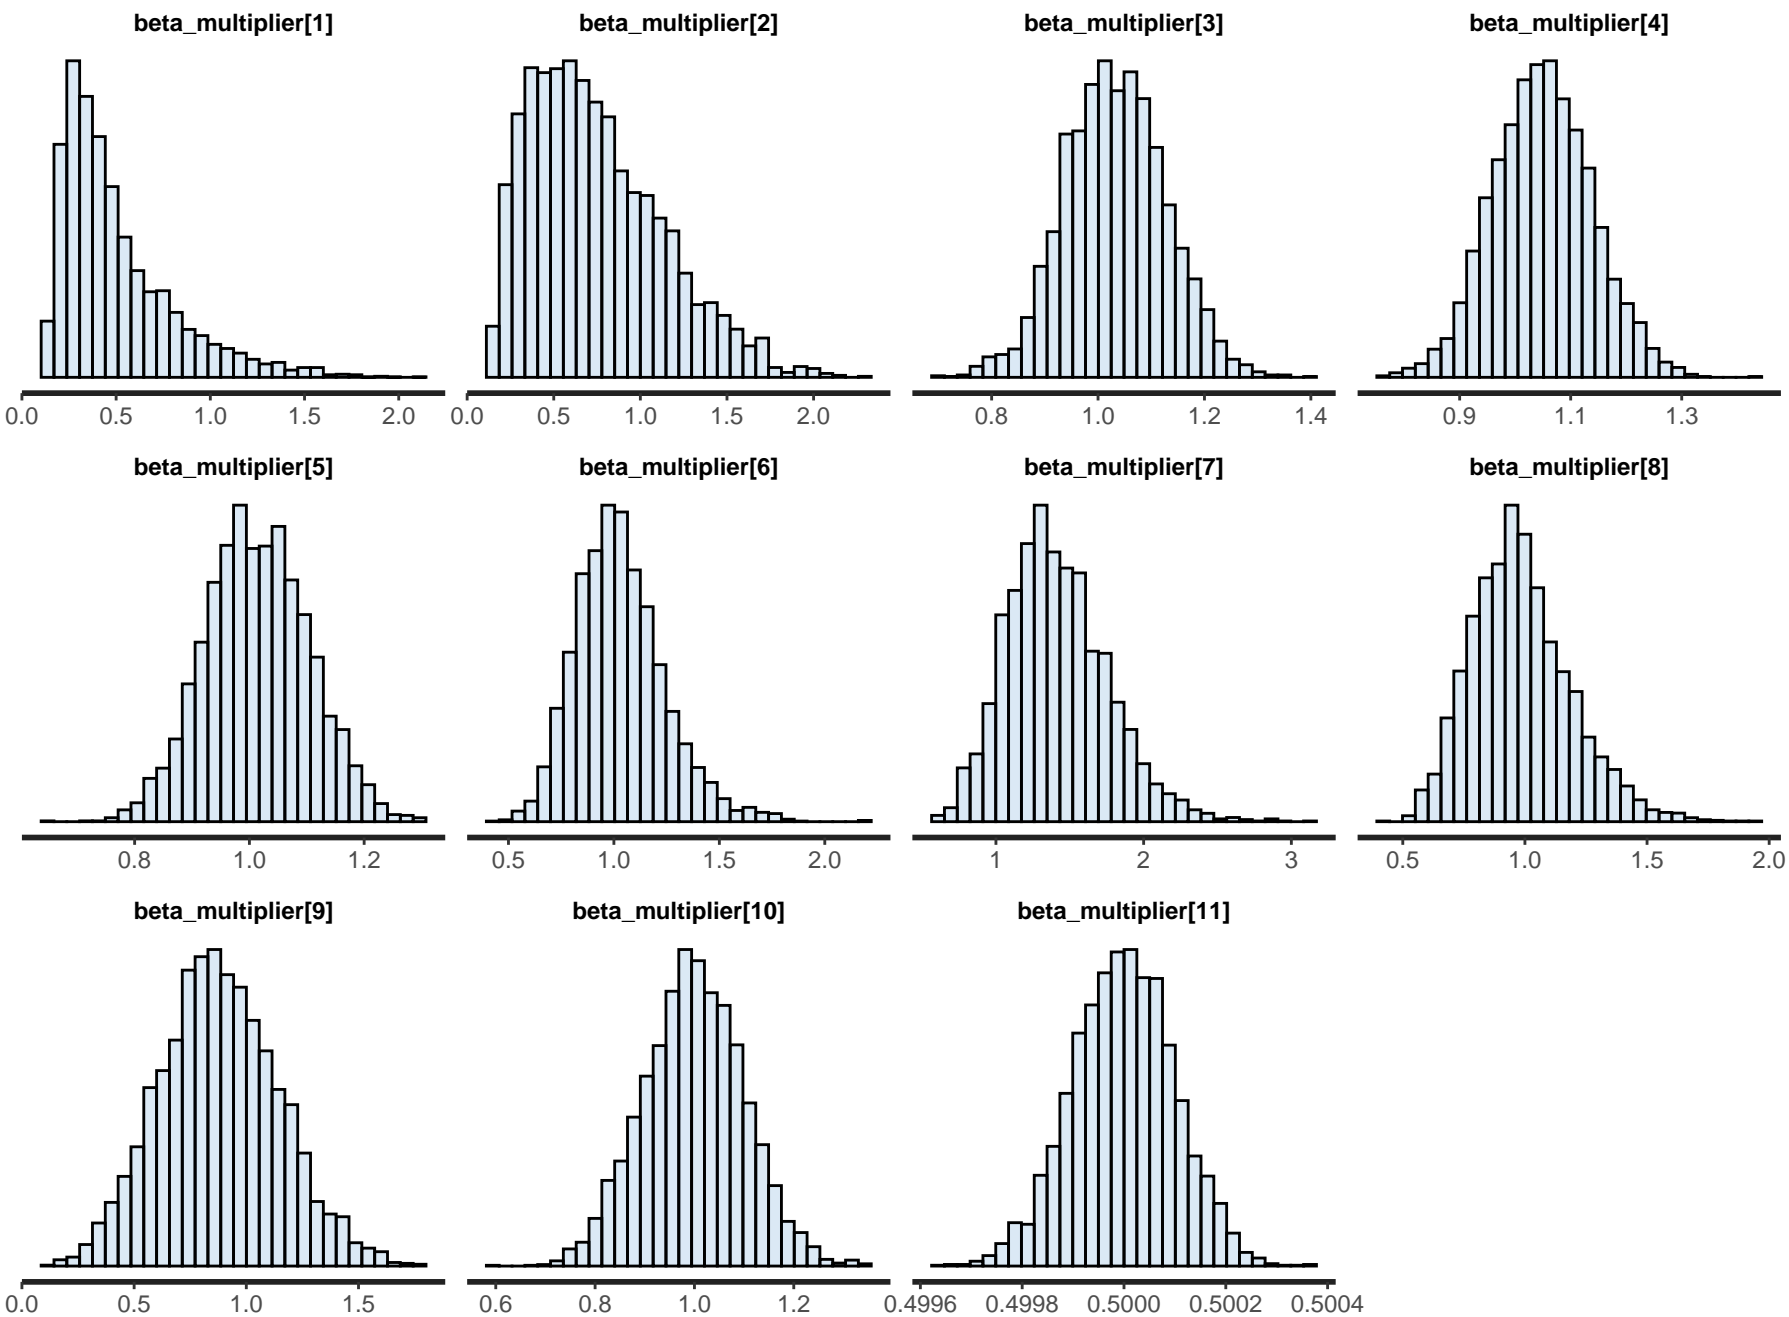 beta_multiplier[1] beta_multiplier[2] beta_multiplier[3] beta_multiplier[4]
0.0 0.5 1.0 1.5 2.0 0.0 0.5 1.0 1.5 2.0 0.8 1.0 1.2 1.4 0.9 1.1 1.3
beta_multiplier[5] beta_multiplier[6] beta_multiplier[7] beta_multiplier[8]
0.8 1.0 1.2 0.5 1.0 1.5 2.0 1 2 3 0.5 1.0 1.5 2.0
beta_multiplier[9] beta_multiplier[10] beta_multiplier[11]
0.0 0.5 1.0 1.5 0.6 0.8 1.0 1.2 0.4996 0.4998 0.5000 0.5002 0.5004